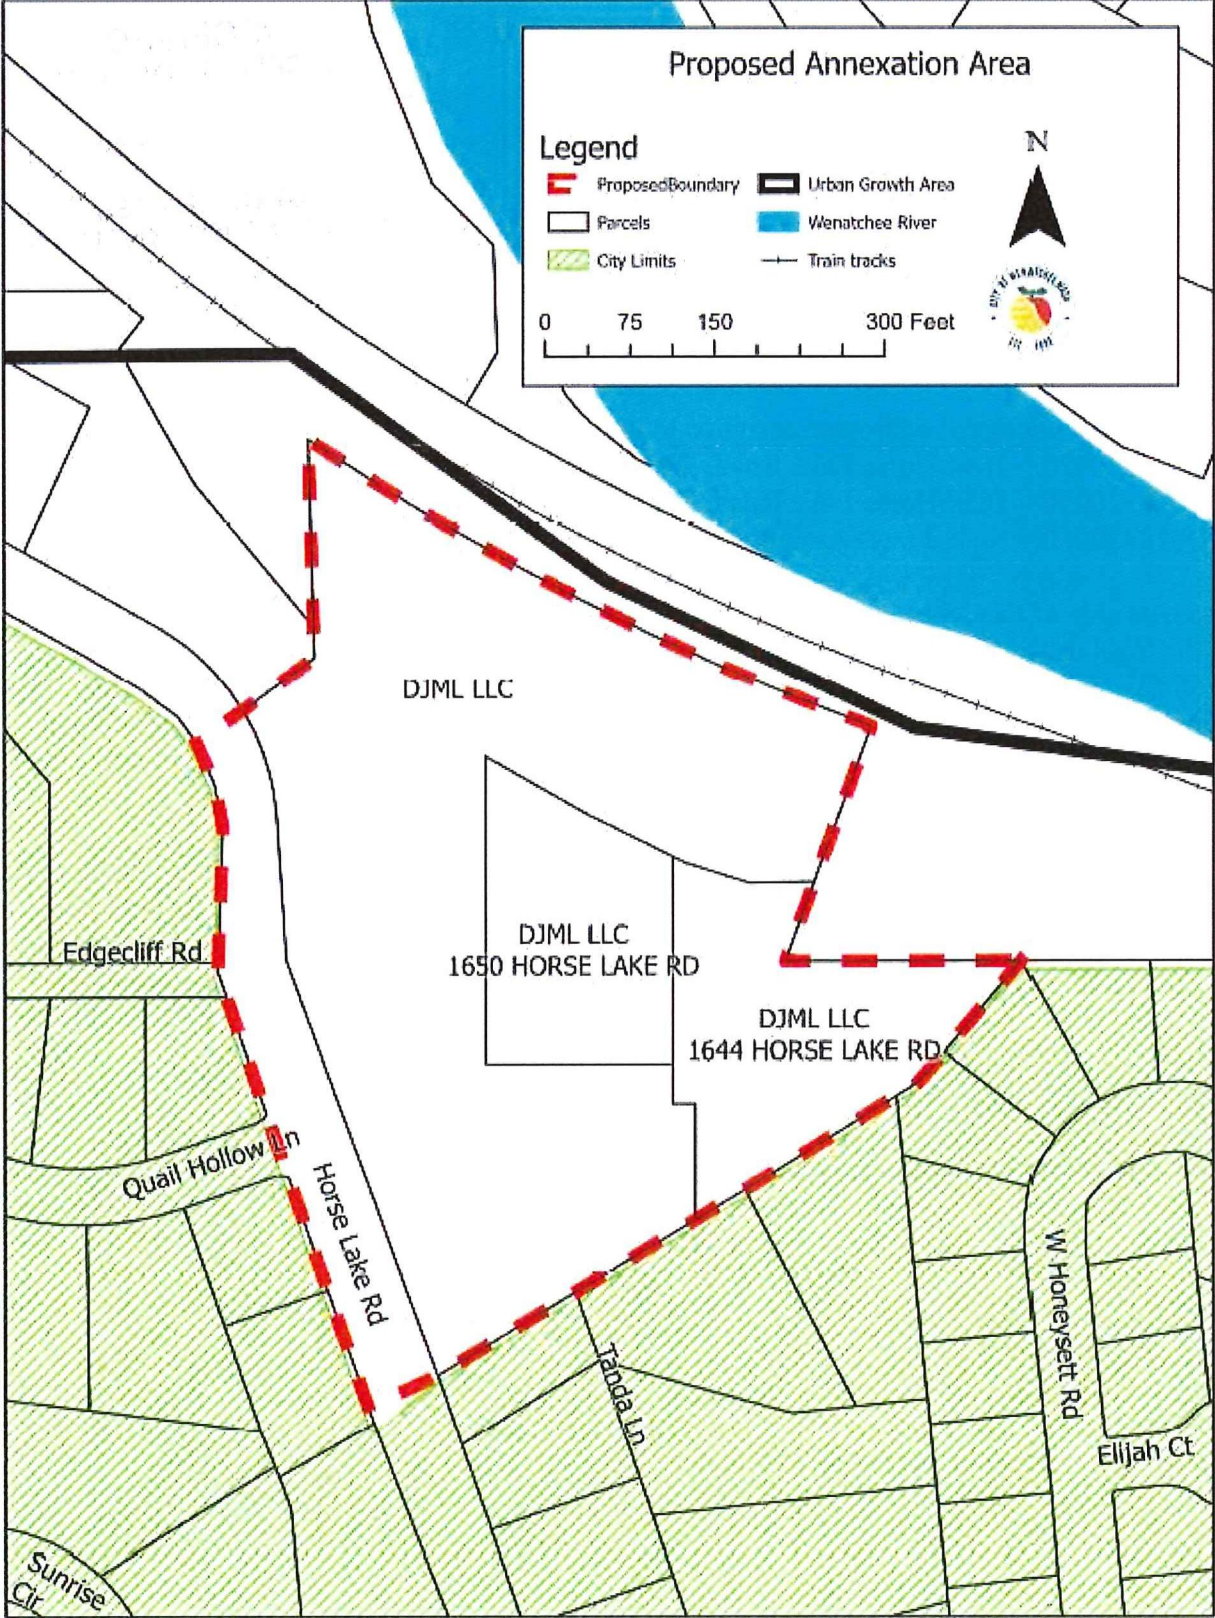 Proposed Annexation Area
Legend
N
ProposedBoundary
Urban Growth Area
Parcels
Wenatchee River
City Limits
Train tracks
0 75 150 300 Feet
DJML LLC
DJML LLC
1650 HORSE LAKE RD
Edgecliff Rd
DJML LLC
1644 HORSE LAKE RD
Quail Hollow Ln
Horse Lake Rd
W Honeysett Rd
Tanda Ln
Elijah Ct
Sunrise
Cir